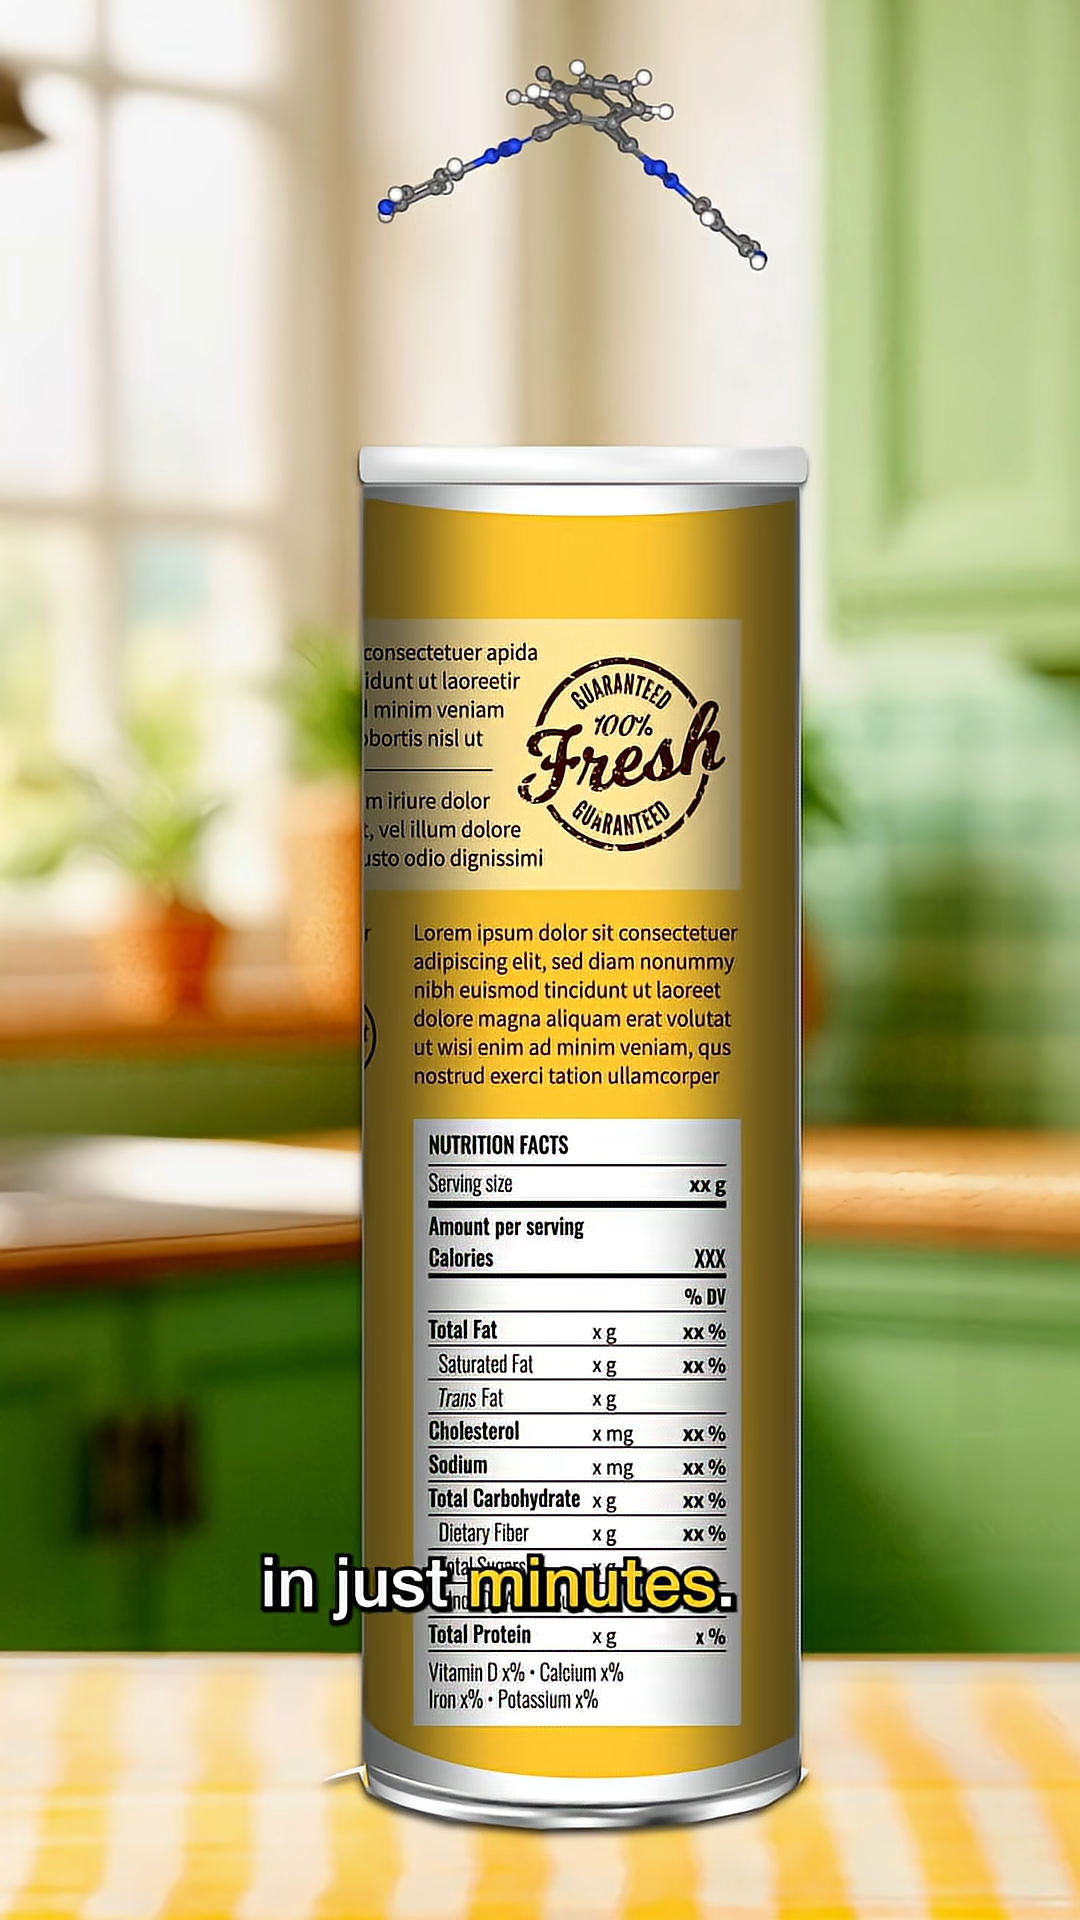 consectetuer apida
idunt ut laoreetir
l minim veniam
obortis nisl ut
m iriure dolor
t, vel illum dolore
usto odio dignissimi
GUARANTEED
100%
Fresh
GUARANTEED
r
Lorem ipsum dolor sit consectetuer
adipiscing elit, sed diam nonummy
nibh euismod tincidunt ut laoreet
dolore magna aliquam erat volutat
ut wisi enim ad minim veniam, qus
nostrud exerci tation ullamcorper
NUTRITION FACTS
Serving size xx g
Amount per serving
Calories XXX
% DV
Total Fat x g xx %
Saturated Fat x g xx %
Trans Fat x g
Cholesterol x mg xx %
Sodium x mg xx %
Total Carbohydrate x g xx %
Dietary Fiber x g xx %
Total Sugars x g
in just minutes.
Total Protein x g x %
Vitamin D x% • Calcium x%
Iron x% • Potassium x%